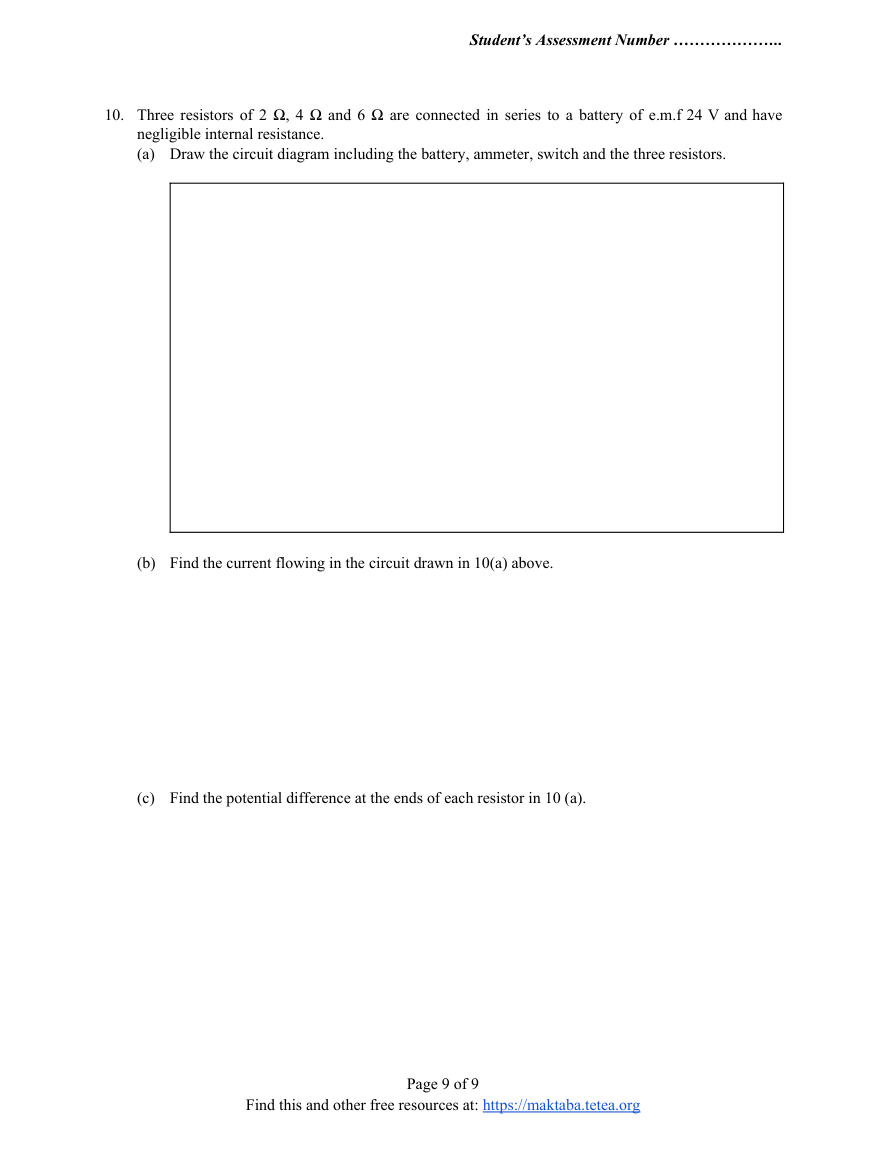 Student’s Assessment Number ………………..
10. Three resistors of 2 Ω, 4 Ω and 6 Ω are connected in series to a battery of e.m.f 24 V and have
negligible internal resistance.
(a) Draw the circuit diagram including the battery, ammeter, switch and the three resistors.
(b) Find the current flowing in the circuit drawn in 10(a) above.
(c) Find the potential difference at the ends of each resistor in 10 (a).
Page 9 of 9
Find this and other free resources at: https://maktaba.tetea.org